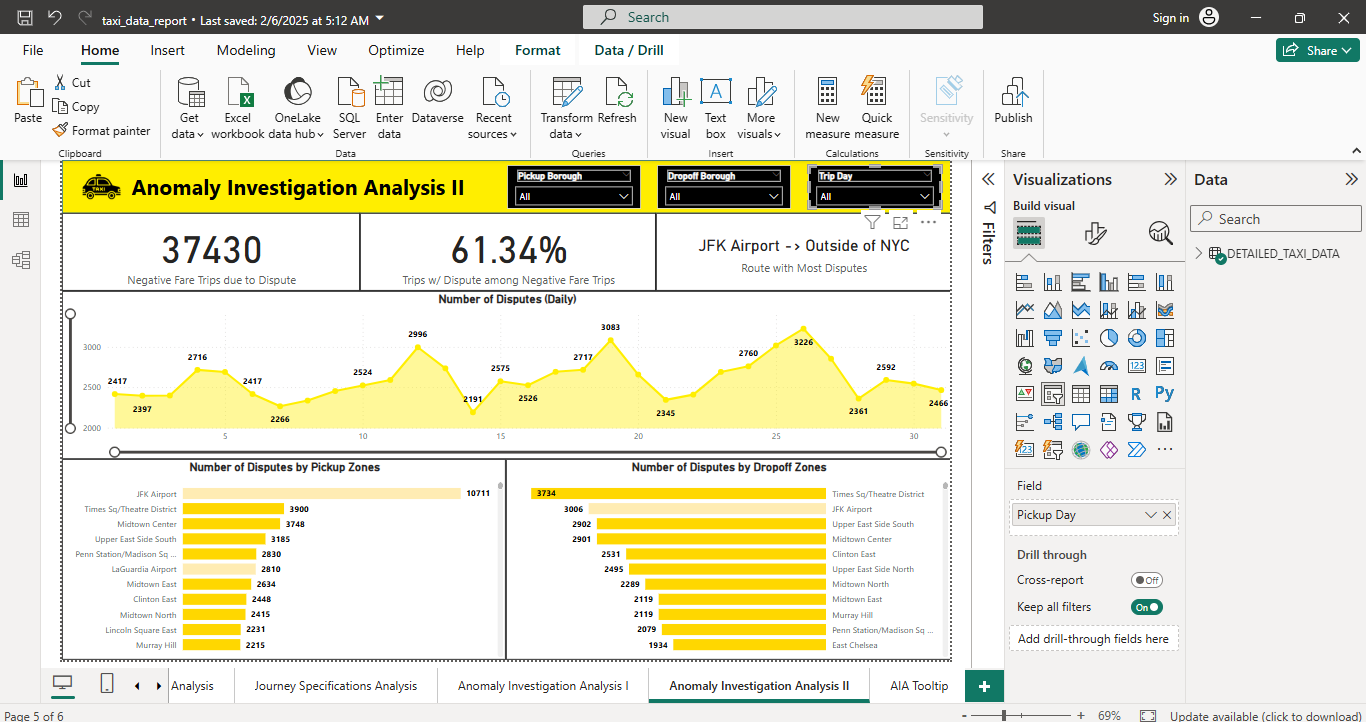 taxi_data_report • Last saved: 2/6/2025 at 5:12 AM
Search
Sign in
File Home Insert Modeling View Optimize Help Format Data / Drill
Share
Paste
Cut
Copy
Format painter
Clipboard
Get data
Excel workbook
OneLake data hub
SQL Server
Enter data
Dataverse
Recent sources
Data
Transform data
Refresh
Queries
New visual
Text box
More visuals
Insert
New measure
Quick measure
Calculations
Sensitivity
Sensitivity
Publish
Share
TAXI
Anomaly Investigation Analysis II
Pickup Borough
All
Dropoff Borough
All
Trip Day
All
37430
Negative Fare Trips due to Dispute
61.34%
Trips w/ Dispute among Negative Fare Trips
JFK Airport -> Outside of NYC
Route with Most Disputes
Number of Disputes (Daily)
3000
2500
2000
2417
2397
2716
2417
2266
2524
2996
2191
2575
2526
2717
3083
2345
2760
3226
2361
2592
2466
5 10 15 20 25 30
Number of Disputes by Pickup Zones
JFK Airport 10711
Times Sq/Theatre District 3900
Midtown Center 3748
Upper East Side South 3185
Penn Station/Madison Sq ... 2830
LaGuardia Airport 2810
Midtown East 2634
Clinton East 2448
Midtown North 2415
Lincoln Square East 2231
Murray Hill 2215
Number of Disputes by Dropoff Zones
3734 Times Sq/Theatre District
3006 JFK Airport
2902 Upper East Side South
2901 Midtown Center
2531 Clinton East
2495 Upper East Side North
2289 Midtown North
2119 Midtown East
2119 Murray Hill
2079 Penn Station/Madison Sq ...
1934 East Chelsea
Filters
Visualizations
Build visual
123
R
Py
123
Field
Pickup Day
Drill through
Cross-report
Off
Keep all filters
On
Add drill-through fields here
Data
Search
DETAILED_TAXI_DATA
Analysis
Journey Specifications Analysis
Anomaly Investigation Analysis I
Anomaly Investigation Analysis II
AIA Tooltip
+
Page 5 of 6
- + 69%
Update available (click to download)